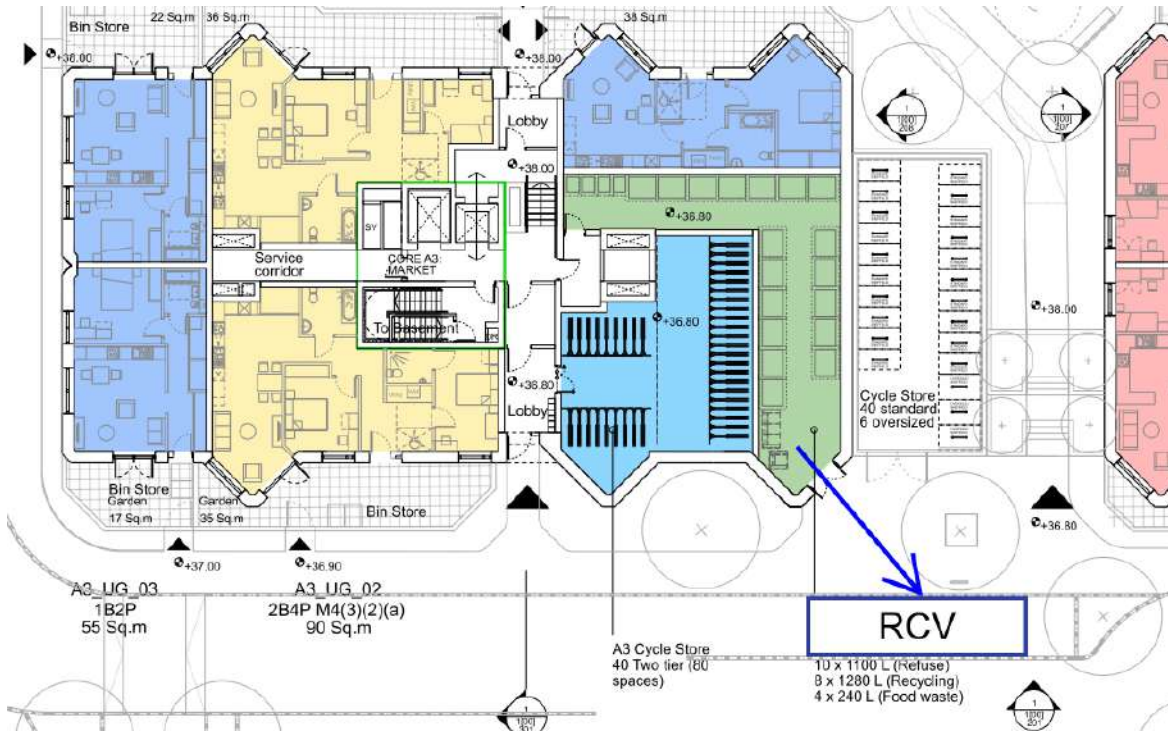 22 Sq.m
36 Sq.m
38 Sq.m
Bin Store
+38.00
+38.00
Lobby
+38.00
+36.80
SY
Service
corridor
CORE A3:
MARKET
To Basement
+36.80
+38.00
+36.80
Lobby
Cycle Store
40 standard
6 oversized
Bin Store
Garden
17 Sq.m
Garden
35 Sq.m
Bin Store
+36.80
+37.00
+36.90
A3_UG_03
1B2P
55 Sq.m
A3_UG_02
2B4P M4(3)(2)(a)
90 Sq.m
RCV
A3 Cycle Store
40 Two tier (80
spaces)
10 x 1100 L (Refuse)
8 x 1280 L (Recycling)
4 x 240 L (Food waste)